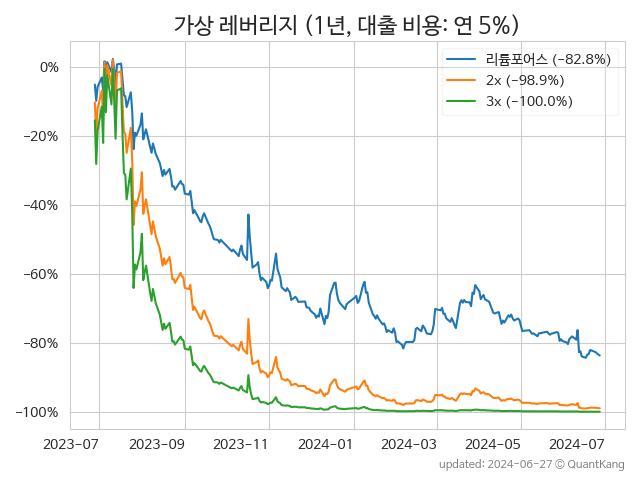 가상 레버리지 (1년, 대출 비용: 연 5%)
리튬포어스 (−82.8%)
2x (−98.9%)
3x (−100.0%)
0%
−20%
−40%
−60%
−80%
−100%
2023-07 2023-09 2023-11 2024-01 2024-03 2024-05 2024-07
updated: 2024-06-27 © QuantKang